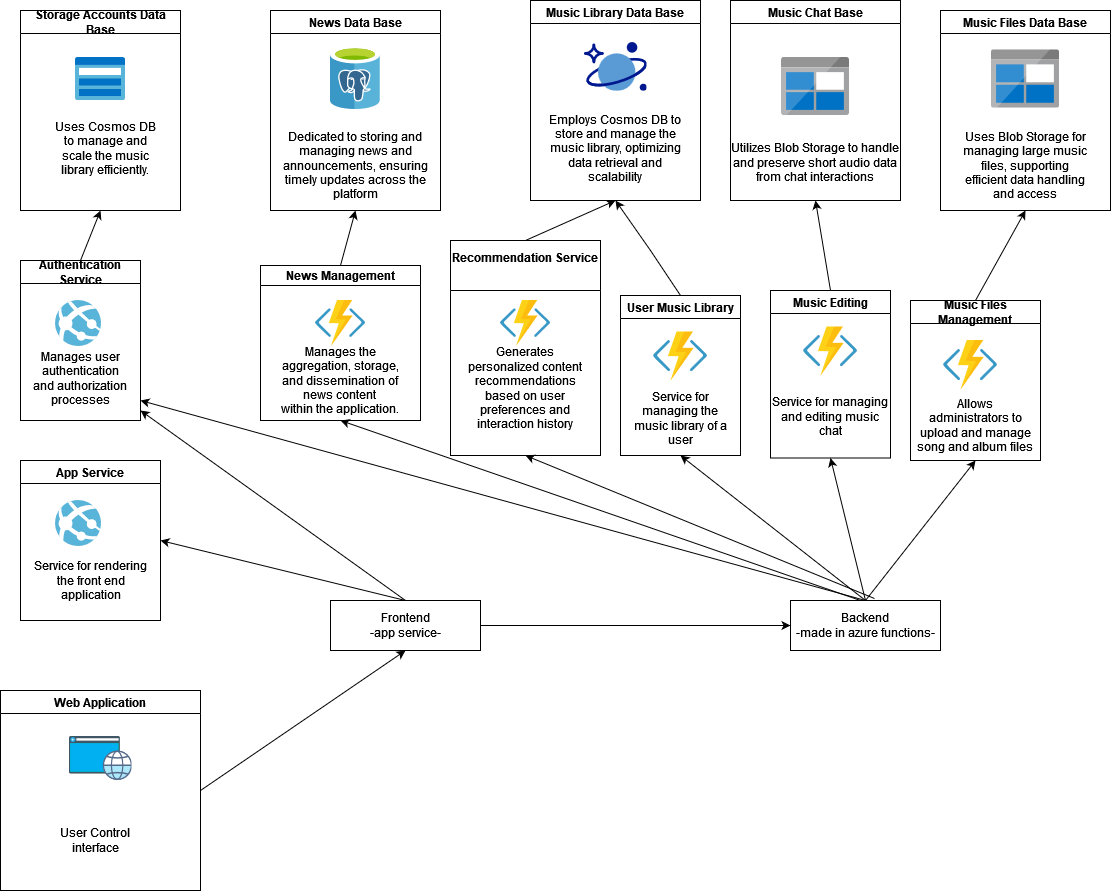 Storage Accounts Data
Base
Uses Cosmos DB
to manage and
scale the music
library efficiently.
News Data Base
Dedicated to storing and
managing news and
announcements, ensuring
timely updates across the
platform
Music Library Data Base
Employs Cosmos DB to
store and manage the
music library, optimizing
data retrieval and
scalability
Music Chat Base
Utilizes Blob Storage to handle
and preserve short audio data
from chat interactions
Music Files Data Base
Uses Blob Storage for
managing large music
files, supporting
efficient data handling
and access
Authentication
Service
Manages user
authentication
and authorization
processes
News Management
Manages the
aggregation, storage,
and dissemination of
news content
within the application.
Recommendation Service
Generates
personalized content
recommendations
based on user
preferences and
interaction history
User Music Library
Service for
managing the
music library of a
user
Music Editing
Service for managing
and editing music
chat
Music Files
Management
Allows
administrators to
upload and manage
song and album files
App Service
Service for rendering
the front end
application
Frontend
-app service-
Backend
-made in azure functions-
Web Application
User Control
interface